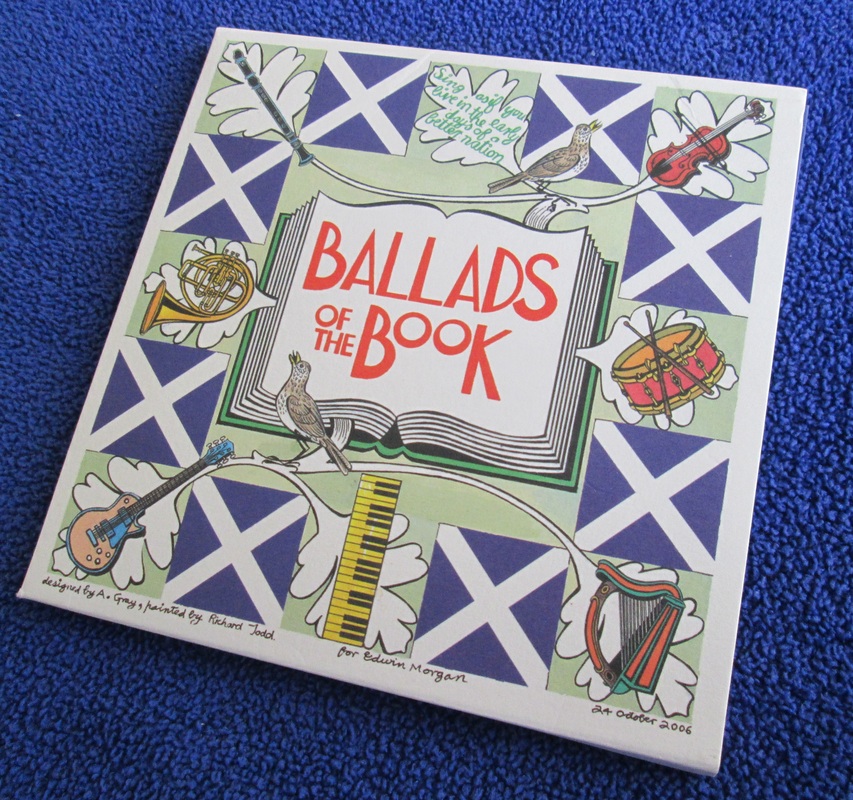 Sing as if you
live in the early
days of a
better nation
BALLADS
OF
THE BOOK
designed by A. Gray, painted by Richard Todd.
for Edwin Morgan
24 October 2006